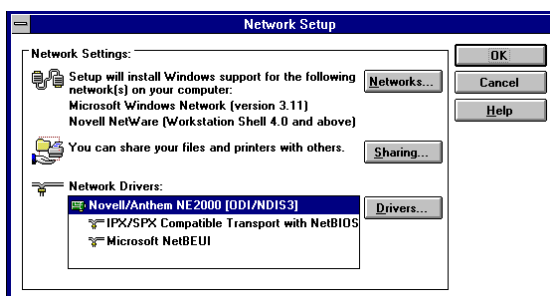 Network Setup
Network Settings:
Setup will install Windows support for the following
network(s) on your computer:
Microsoft Windows Network (version 3.11)
Novell NetWare (Workstation Shell 4.0 and above)
Networks...
You can share your files and printers with others.
Sharing...
Network Drivers:
Novell/Anthem NE2000 [ODI/NDIS3]
IPX/SPX Compatible Transport with NetBIOS
Microsoft NetBEUI
Drivers...
OK
Cancel
Help